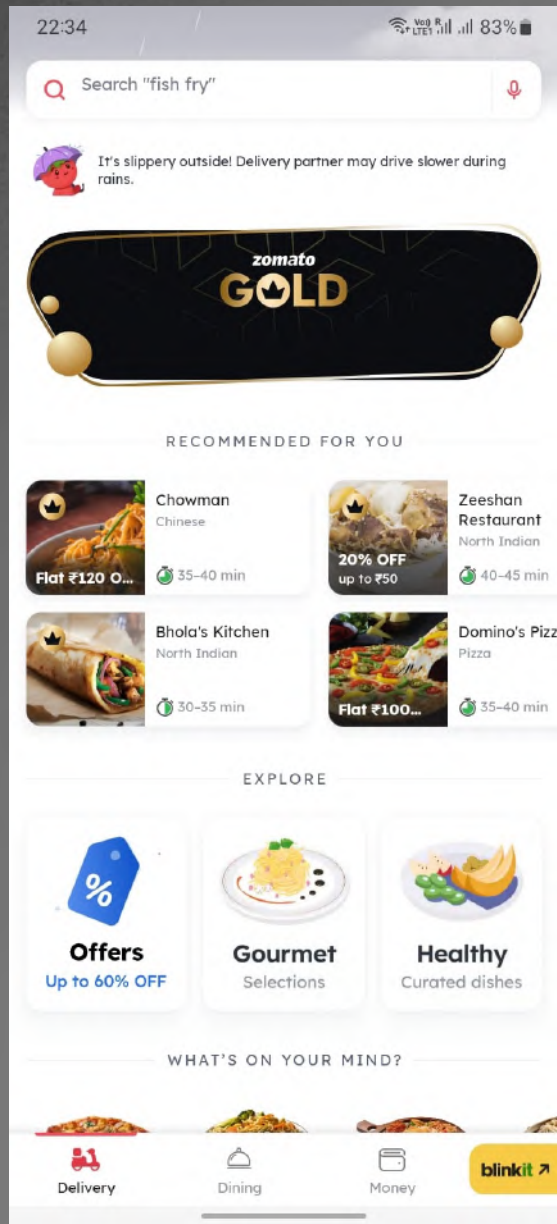 22:34
Vo) R
LTE1
83%
Search "fish fry"
It's slippery outside! Delivery partner may drive slower during
rains.
zomato
GOLD
RECOMMENDED FOR YOU
Chowman
Chinese
Flat ₹120 O...
35-40 min
Zeeshan
Restaurant
North Indian
20% OFF
up to ₹50
40-45 min
Bhola's Kitchen
North Indian
30-35 min
Domino's Pizz
Pizza
Flat ₹100...
35-40 min
EXPLORE
%
Offers
Up to 60% OFF
Gourmet
Selections
Healthy
Curated dishes
WHAT'S ON YOUR MIND?
Delivery
Dining
Money
blinkit